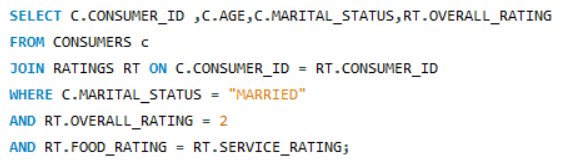 SELECT C.CONSUMER_ID ,C.AGE,C.MARITAL_STATUS,RT.OVERALL_RATING
FROM CONSUMERS c
JOIN RATINGS RT ON C.CONSUMER_ID = RT.CONSUMER_ID
WHERE C.MARITAL_STATUS = "MARRIED"
AND RT.OVERALL_RATING = 2
AND RT.FOOD_RATING = RT.SERVICE_RATING;